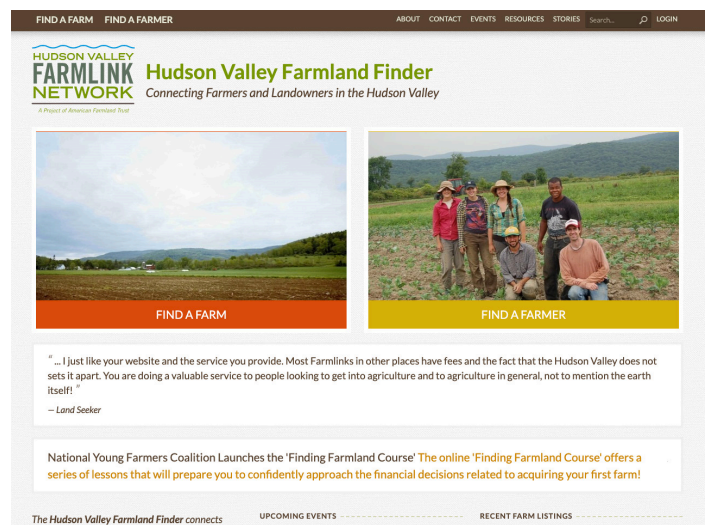 FIND A FARM FIND A FARMER ABOUT CONTACT EVENTS RESOURCES STORIES Search... LOGIN
HUDSON VALLEY
FARMLINK
NETWORK
A Project of American Farmland Trust
Hudson Valley Farmland Finder
Connecting Farmers and Landowners in the Hudson Valley
FIND A FARM
FIND A FARMER
" ... I just like your website and the service you provide. Most Farmlinks in other places have fees and the fact that the Hudson Valley does not
sets it apart. You are doing a valuable service to people looking to get into agriculture and to agriculture in general, not to mention the earth
itself! "
— Land Seeker
National Young Farmers Coalition Launches the 'Finding Farmland Course' The online 'Finding Farmland Course' offers a
series of lessons that will prepare you to confidently approach the financial decisions related to acquiring your first farm!
The Hudson Valley Farmland Finder connects
UPCOMING EVENTS
RECENT FARM LISTINGS